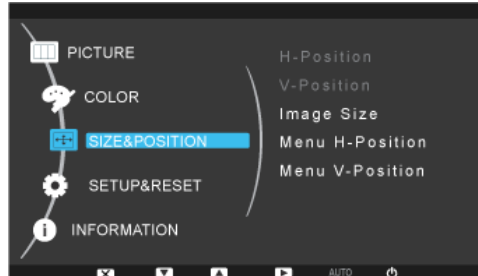 PICTURE
COLOR
SIZE&POSITION
SETUP&RESET
INFORMATION
H-Position
V-Position
Image Size
Menu H-Position
Menu V-Position
AUTO